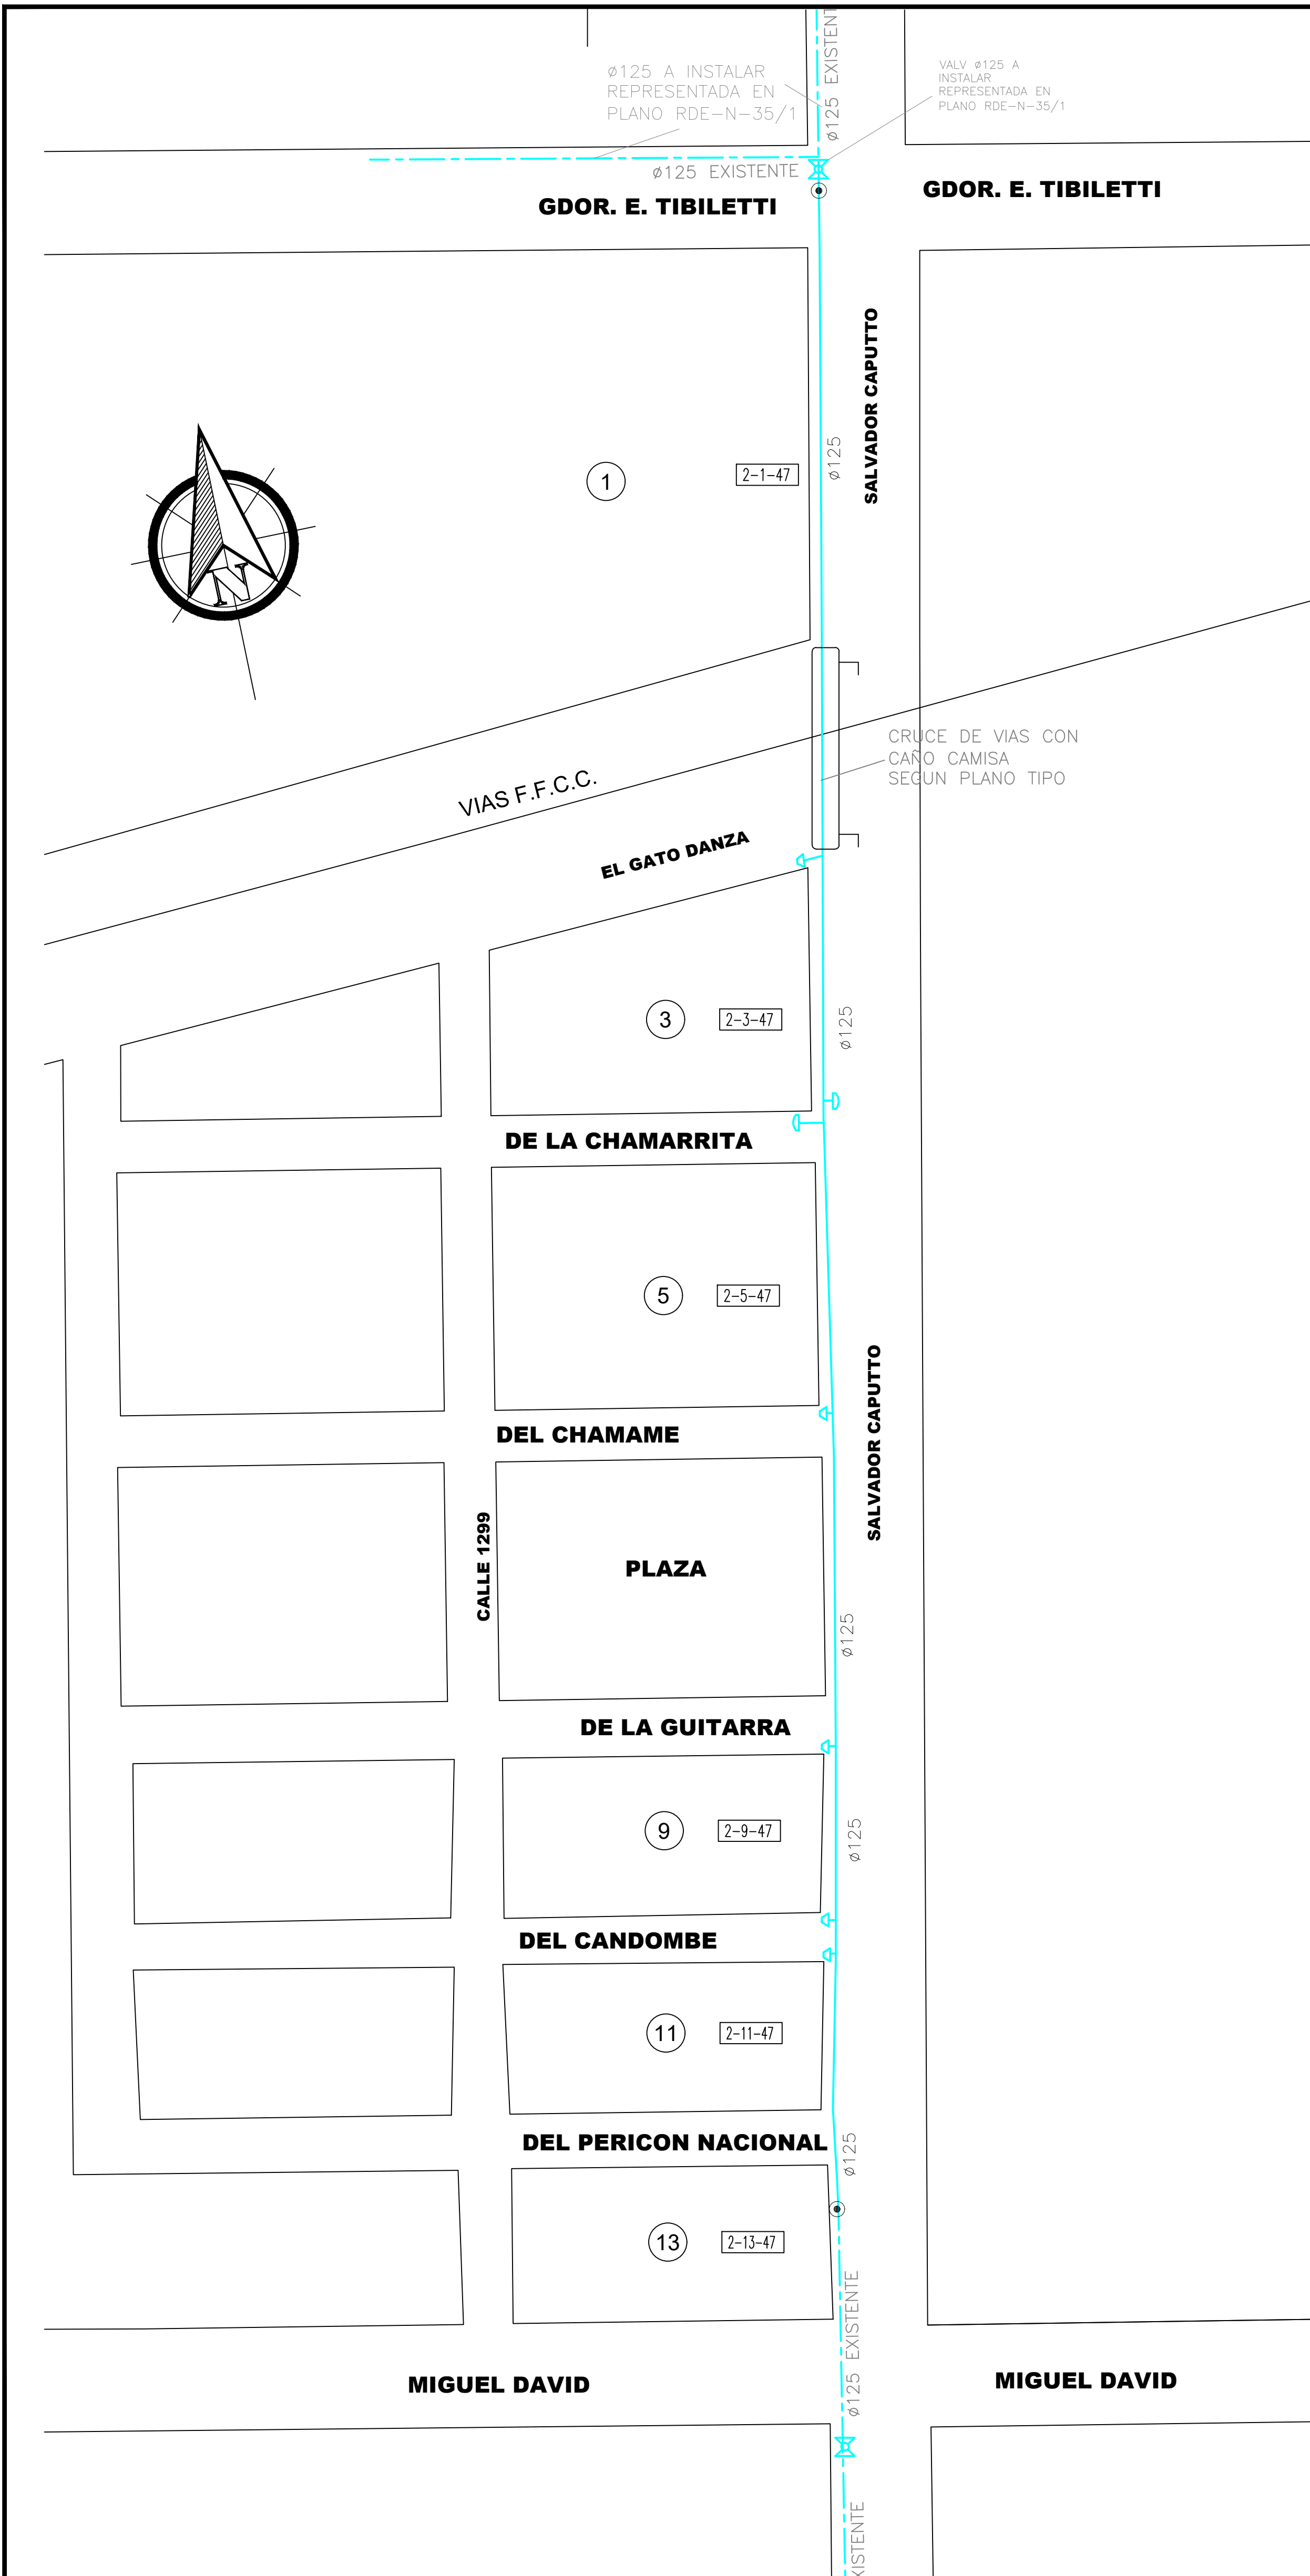 ø125 EXISTENT
ø125 A INSTALAR
REPRESENTADA EN
PLANO RDE-N-35/1
VALV ø125 A
INSTALAR
REPRESENTADA EN
PLANO RDE-N-35/1
ø125 EXISTENTE
GDOR. E. TIBILETTI
GDOR. E. TIBILETTI
SALVADOR CAPUTTO
ø125
1
2-1-47
N
CRUCE DE VIAS CON
CAÑO CAMISA
SEGUN PLANO TIPO
VIAS F.F.C.C.
EL GATO DANZA
3
2-3-47
ø125
DE LA CHAMARRITA
5
2-5-47
SALVADOR CAPUTTO
DEL CHAMAME
CALLE 1299
PLAZA
ø125
DE LA GUITARRA
9
2-9-47
ø125
DEL CANDOMBE
11
2-11-47
DEL PERICON NACIONAL
ø125
13
2-13-47
ø125 EXISTENTE
MIGUEL DAVID
MIGUEL DAVID
XISTENTE